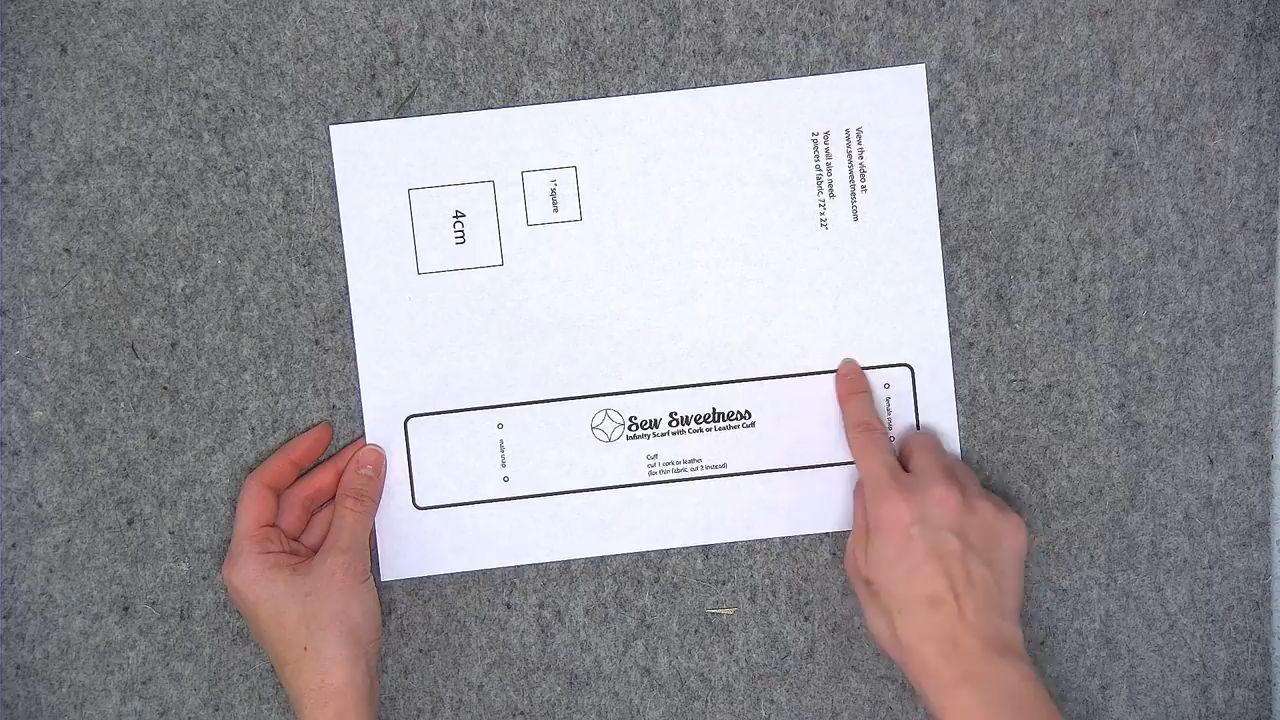 View the video at:
www.sewsweetness.com
You will also need:
2 pieces of fabric, 72" x 22"
1" square
4cm
Sew Sweetness
Infinity Scarf with Cork or Leather Cuff
Cuff
cut 1 cork or leather
(for thin fabric, cut 2 instead)
male snap
female snap